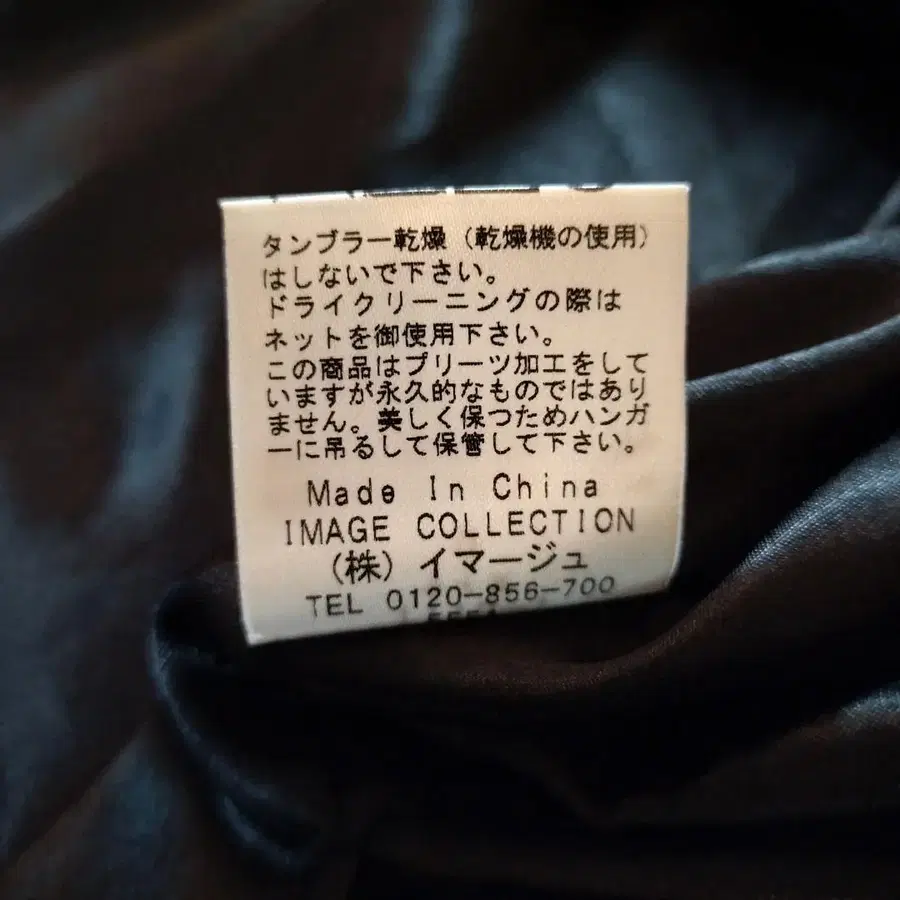 タンブラー乾燥（乾燥機の使用）
はしないで下さい。
ドライクリーニングの際は
ネットを御使用下さい。
この商品はプリーツ加工をして
いますが永久的なものではあり
ません。美しく保つためハンガ
ーに吊るして保管して下さい。
Made In China
IMAGE COLLECTION
（株）イマージュ
TEL 0120-856-700